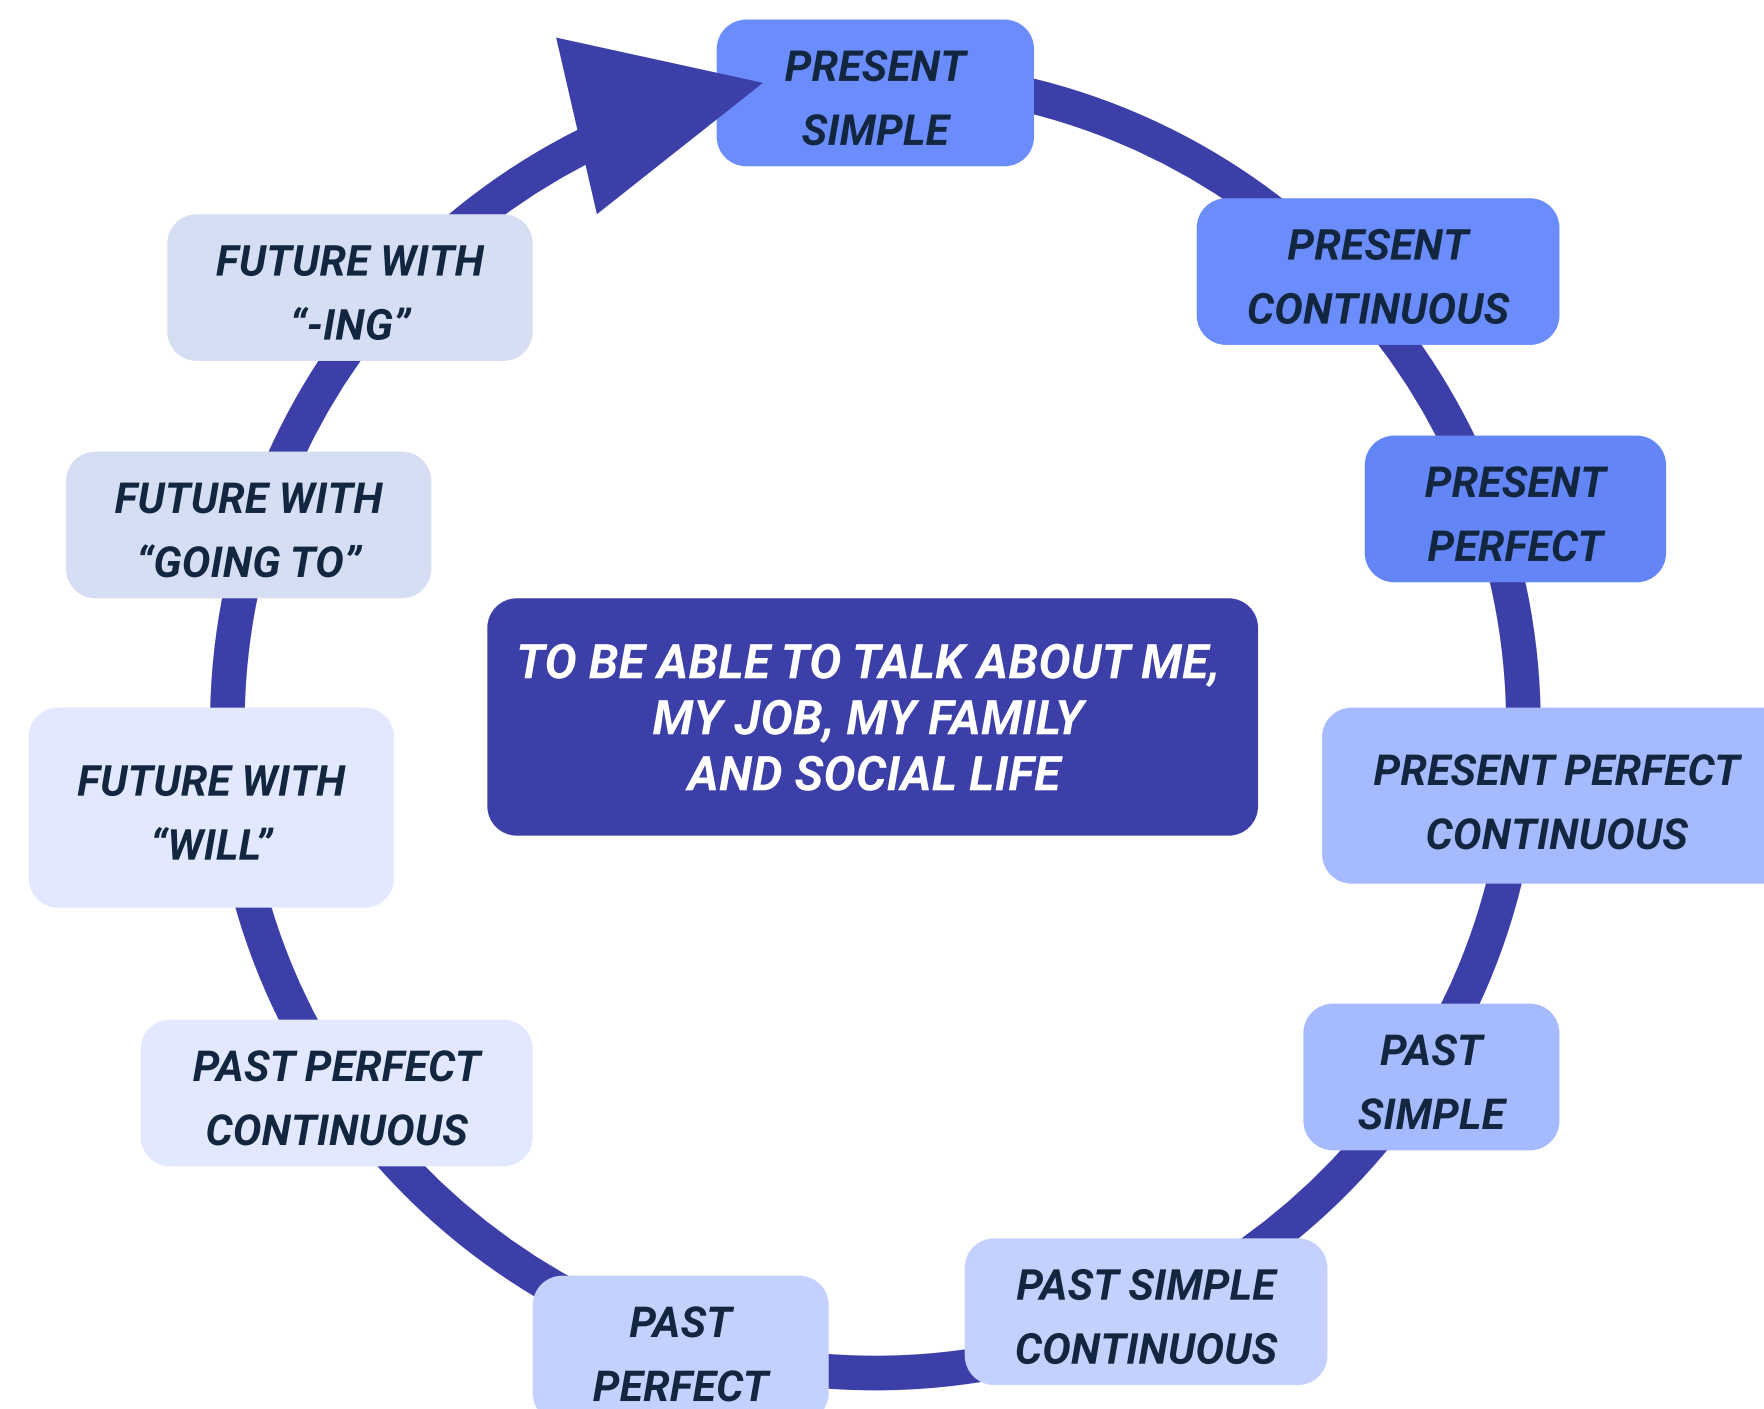 PRESENT
SIMPLE
PRESENT
CONTINUOUS
PRESENT
PERFECT
PRESENT PERFECT
CONTINUOUS
PAST
SIMPLE
PAST SIMPLE
CONTINUOUS
PAST
PERFECT
PAST PERFECT
CONTINUOUS
FUTURE WITH
“WILL”
FUTURE WITH
“GOING TO”
FUTURE WITH
“-ING”
TO BE ABLE TO TALK ABOUT ME,
MY JOB, MY FAMILY
AND SOCIAL LIFE